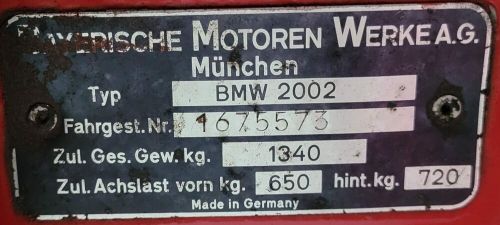 BAYERISCHE MOTOREN WERKE A.G.
München
Typ BMW 2002
Fahrgest. Nr. 1675573
Zul. Ges. Gew. kg. 1340
Zul. Achslast vorn kg. 650 hint. kg. 720
Made in Germany